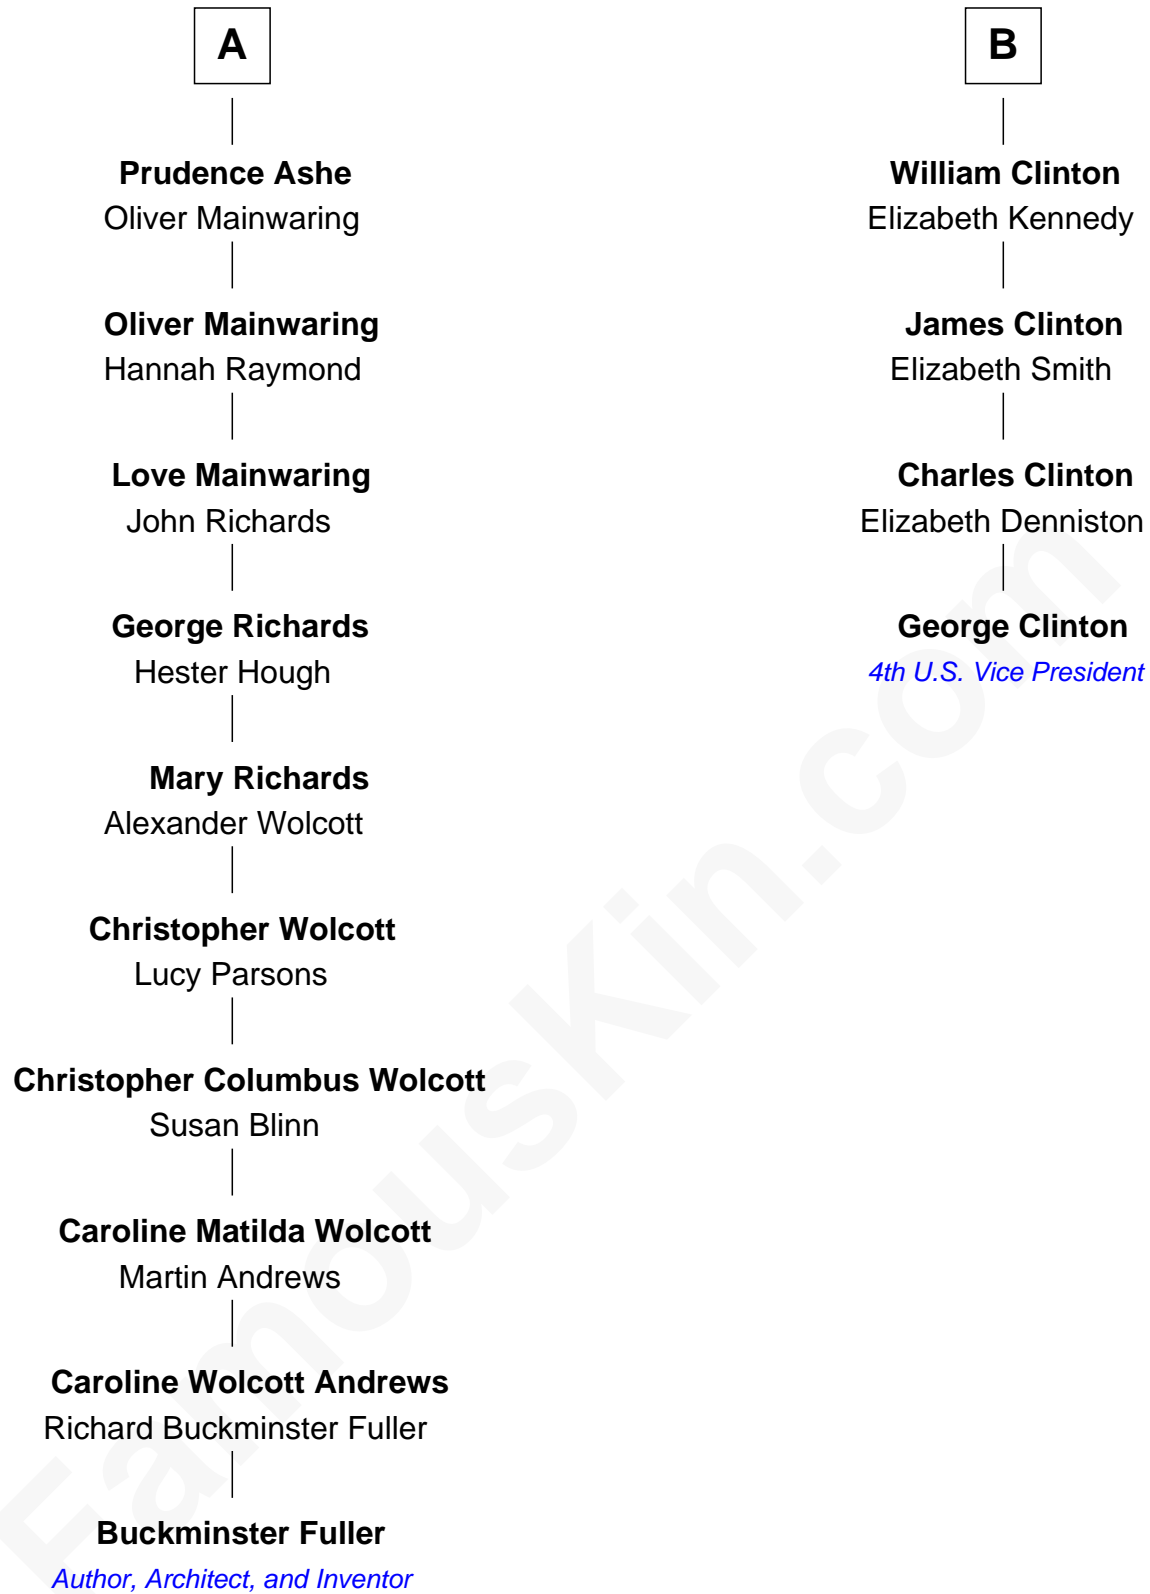 A
Prudence Ashe
Oliver Mainwaring
Oliver Mainwaring
Hannah Raymond
Love Mainwaring
John Richards
George Richards
Hester Hough
Mary Richards
Alexander Wolcott
Christopher Wolcott
Lucy Parsons
Christopher Columbus Wolcott
Susan Blinn
Caroline Matilda Wolcott
Martin Andrews
Caroline Wolcott Andrews
Richard Buckminster Fuller
Buckminster Fuller
Author, Architect, and Inventor
B
William Clinton
Elizabeth Kennedy
James Clinton
Elizabeth Smith
Charles Clinton
Elizabeth Denniston
George Clinton
4th U.S. Vice President
FamousKin.com